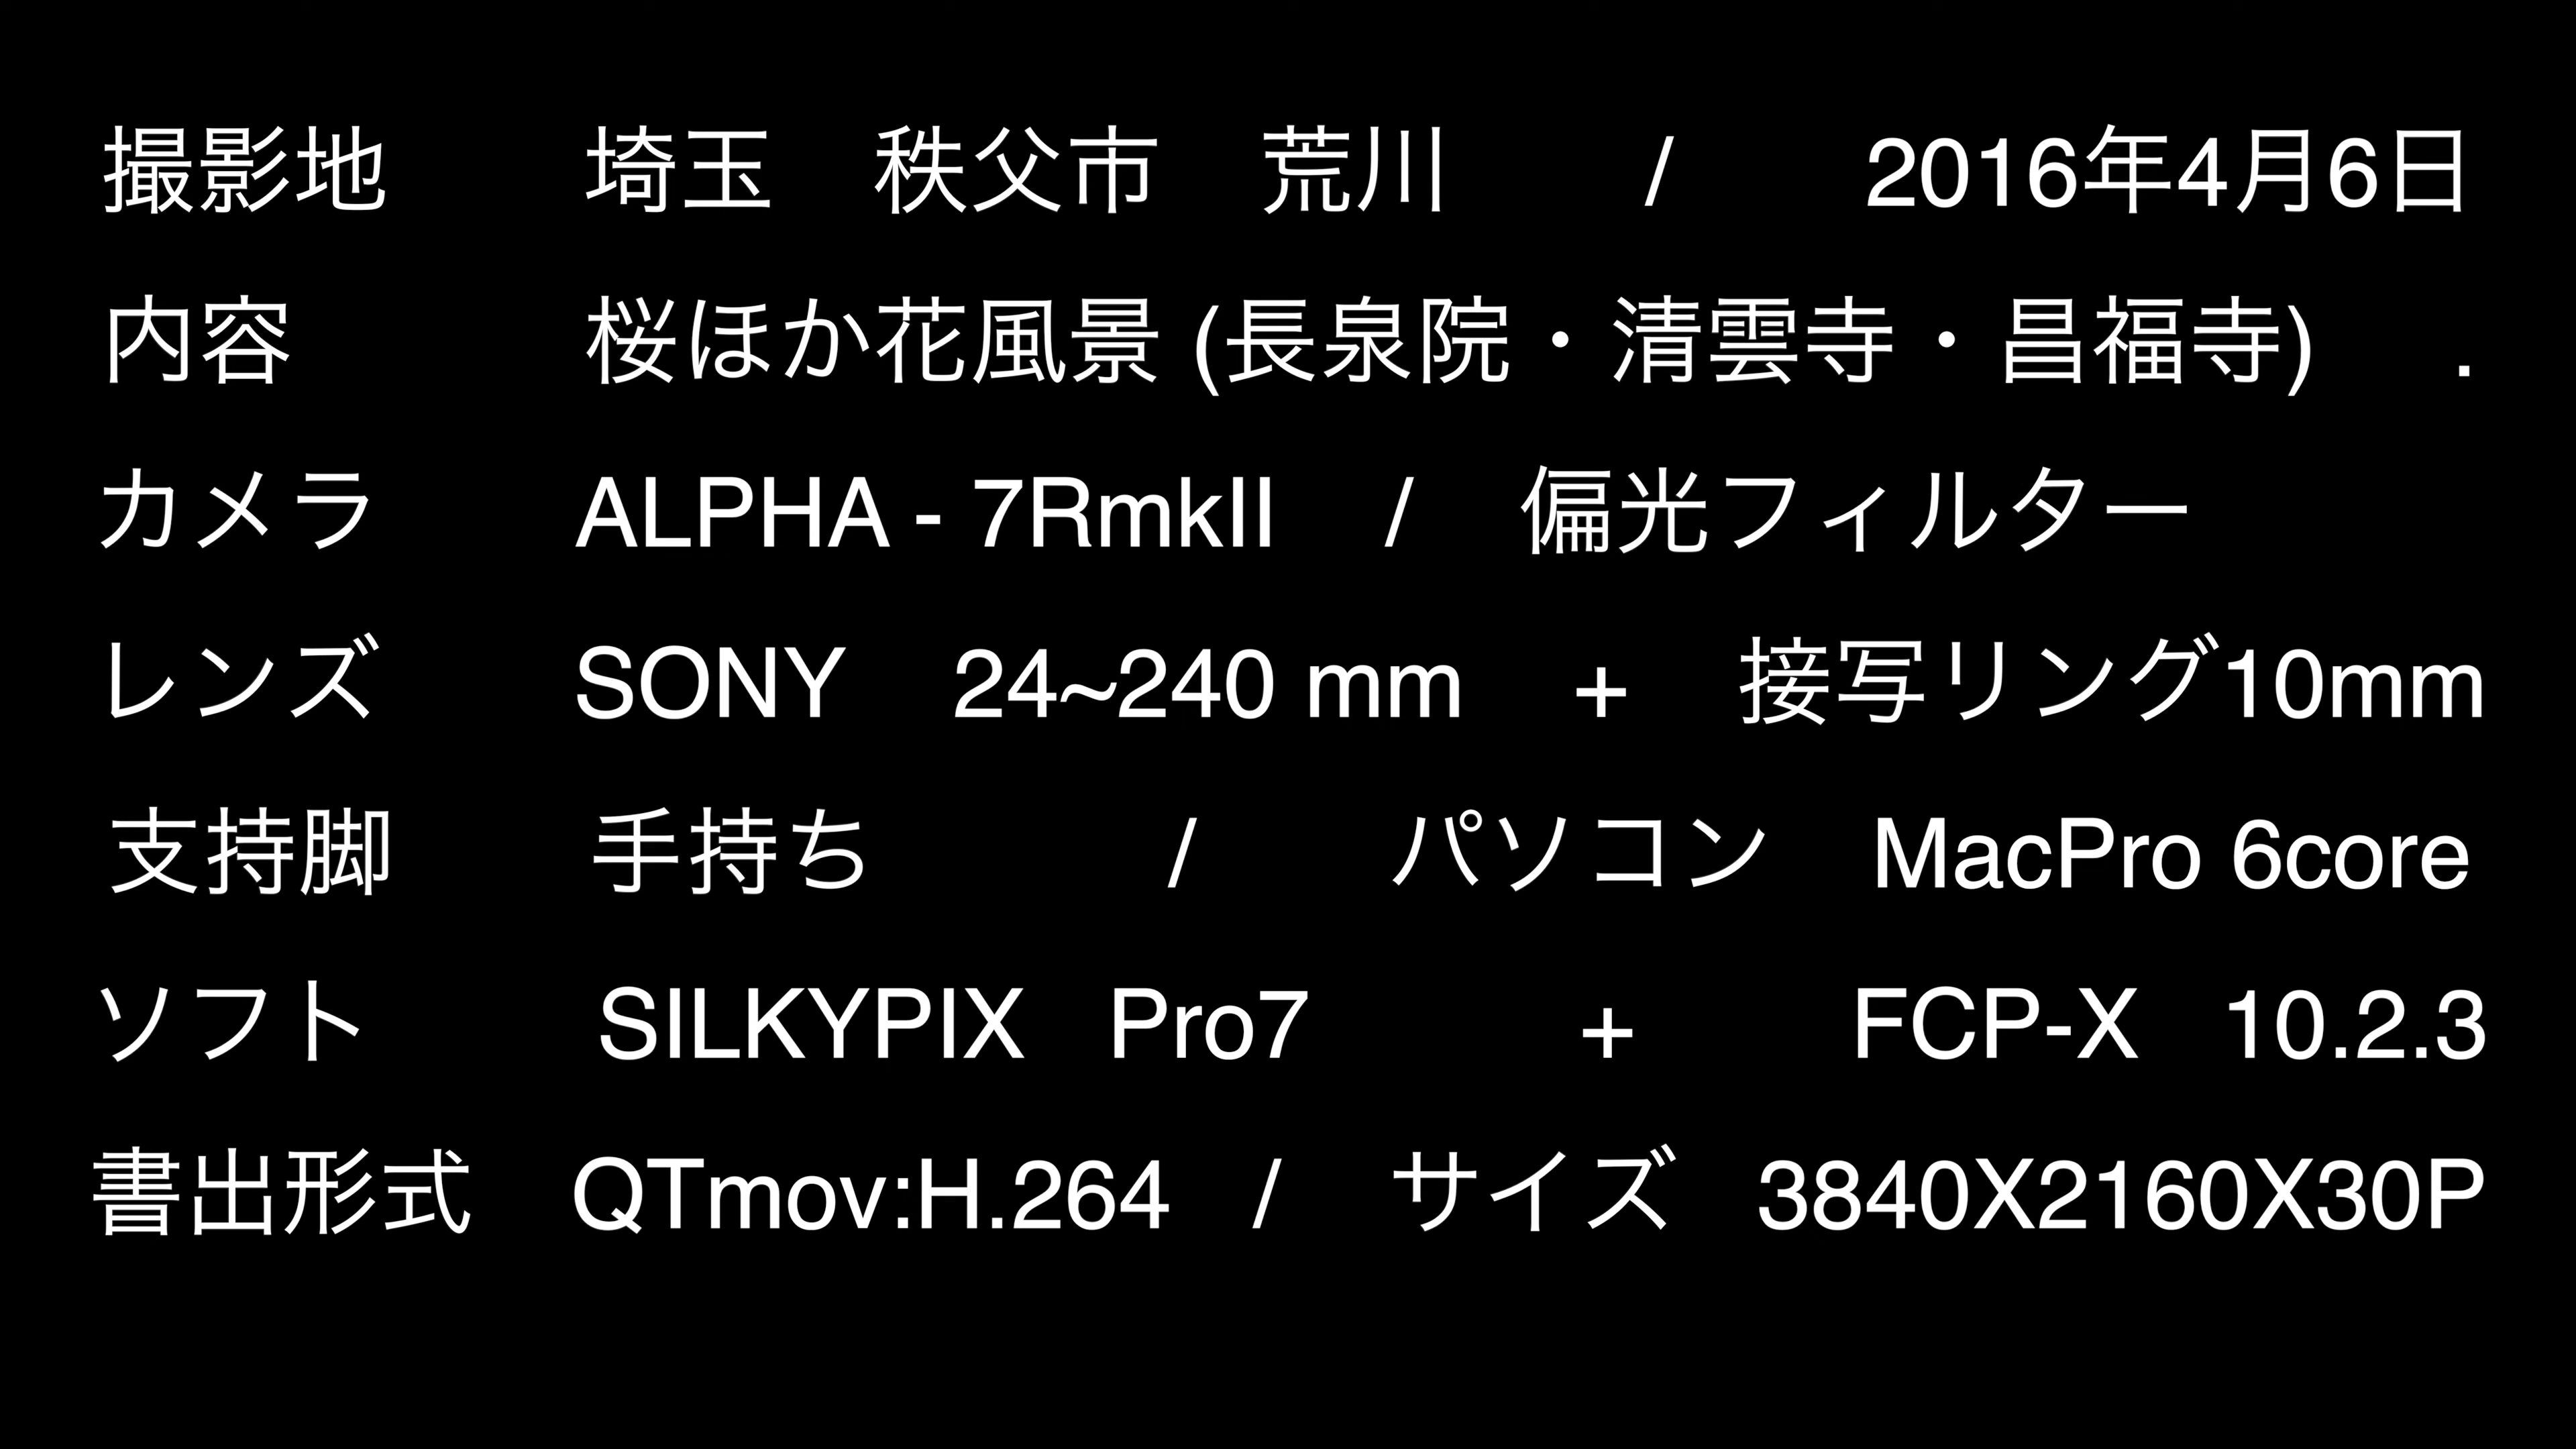 撮影地　埼玉　秩父市　荒川　/　2016年4月6日
内容　桜ほか花風景 (長泉院・清雲寺・昌福寺)　.
カメラ　ALPHA - 7RmkII　/　偏光フィルター
レンズ　SONY　24~240 mm　+　接写リング10mm
支持脚　手持ち　/　パソコン　MacPro 6core
ソフト　SILKYPIX　Pro7　+　FCP-X　10.2.3
書出形式　QTmov:H.264　/　サイズ　3840X2160X30P